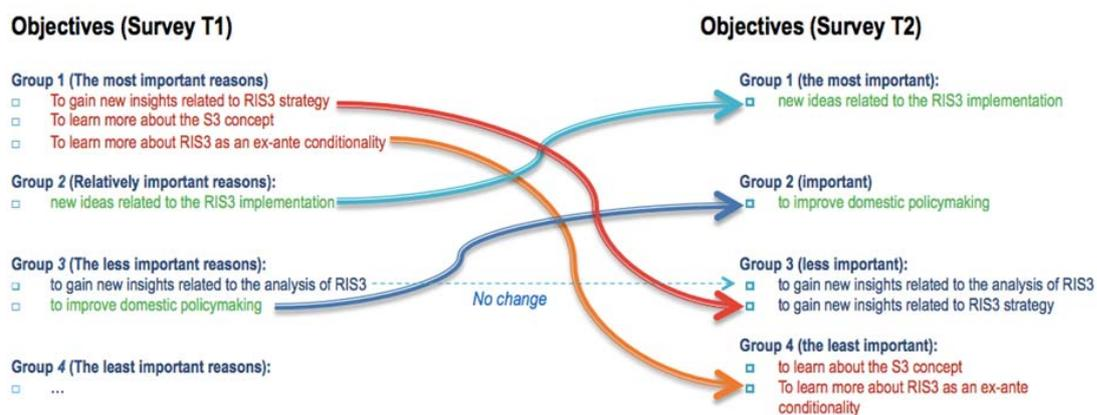 Objectives (Survey T1)
Group 1 (The most important reasons)
To gain new insights related to RIS3 strategy
To learn more about the S3 concept
To learn more about RIS3 as an ex-ante conditionality
Group 2 (Relatively important reasons):
new ideas related to the RIS3 implementation
Group 3 (The less important reasons):
to gain new insights related to the analysis of RIS3
to improve domestic policymaking
Group 4 (The least important reasons):
...
No change
Objectives (Survey T2)
Group 1 (the most important):
new ideas related to the RIS3 implementation
Group 2 (important)
to improve domestic policymaking
Group 3 (less important):
to gain new insights related to the analysis of RIS3
to gain new insights related to RIS3 strategy
Group 4 (the least important):
to learn about the S3 concept
To learn more about RIS3 as an ex-ante
conditionality